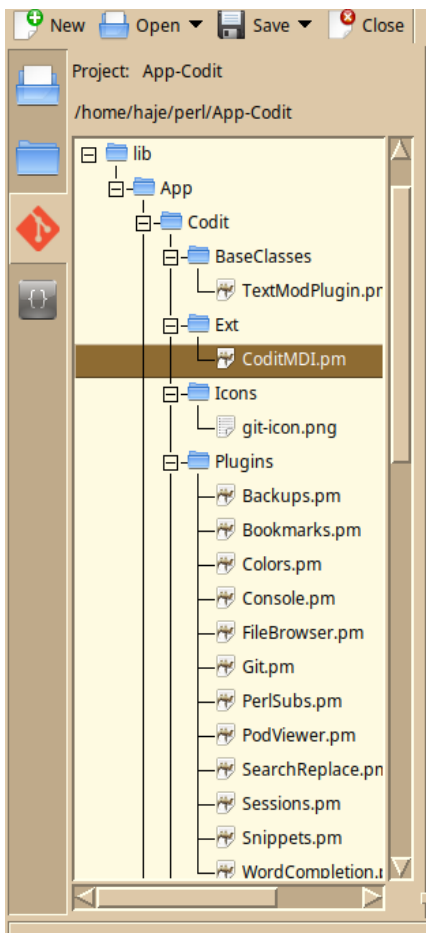 New Open Save Close
Project: App-Codit
/home/haje/perl/App-Codit
lib
App
Codit
BaseClasses
TextModPlugin.pr
Ext
CoditMDI.pm
Icons
git-icon.png
Plugins
Backups.pm
Bookmarks.pm
Colors.pm
Console.pm
FileBrowser.pm
Git.pm
PerlSubs.pm
PodViewer.pm
SearchReplace.pn
Sessions.pm
Snippets.pm
WordCompletion.